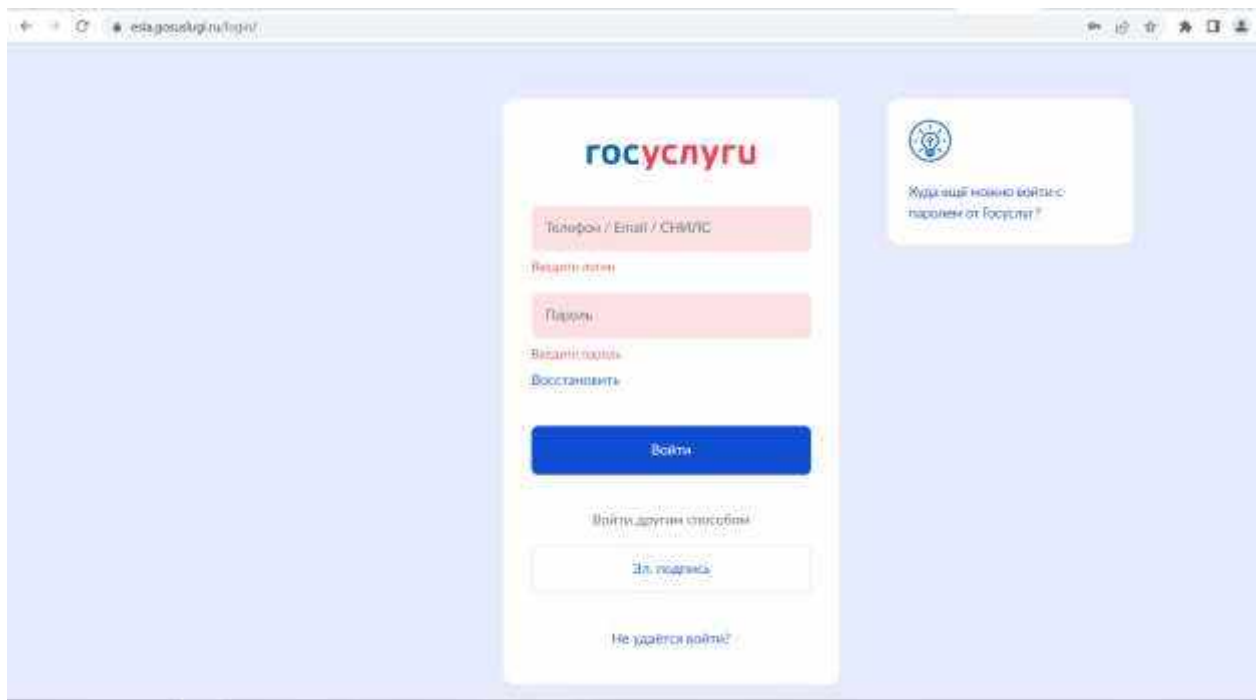 esia.gosuslugi.ru/login/
госуслуги
Куда ещё можно войти с
паролем от Госуслуг?
Телефон / Email / СНИЛС
Введите логин
Пароль
Введите пароль
Восстановить
Войти
Войти другим способом
Эл. подпись
Не удаётся войти?